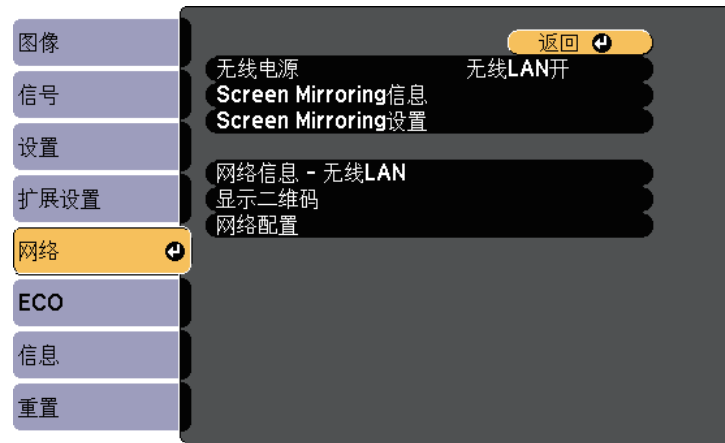 图像
信号
设置
扩展设置
网络
ECO
信息
重置
返回
无线电源 无线LAN开
Screen Mirroring信息
Screen Mirroring设置
网络信息 - 无线LAN
显示二维码
网络配置